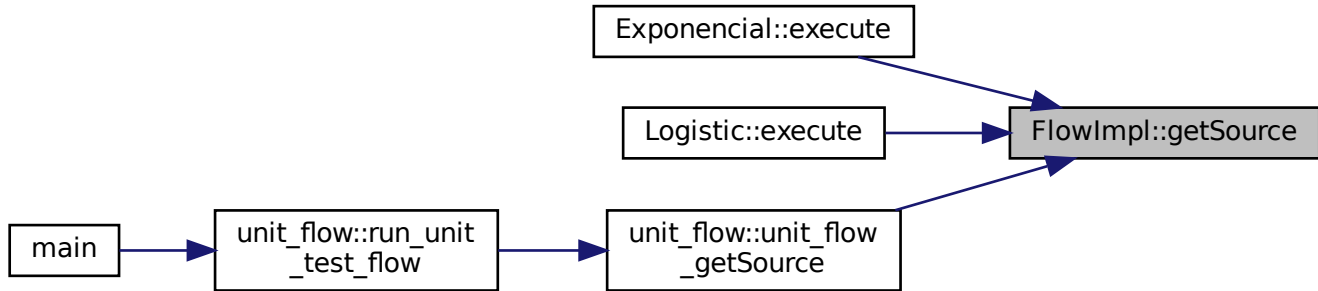 Exponencial::execute
Logistic::execute
FlowImpl::getSource
main
unit_flow::run_unit
_test_flow
unit_flow::unit_flow
_getSource